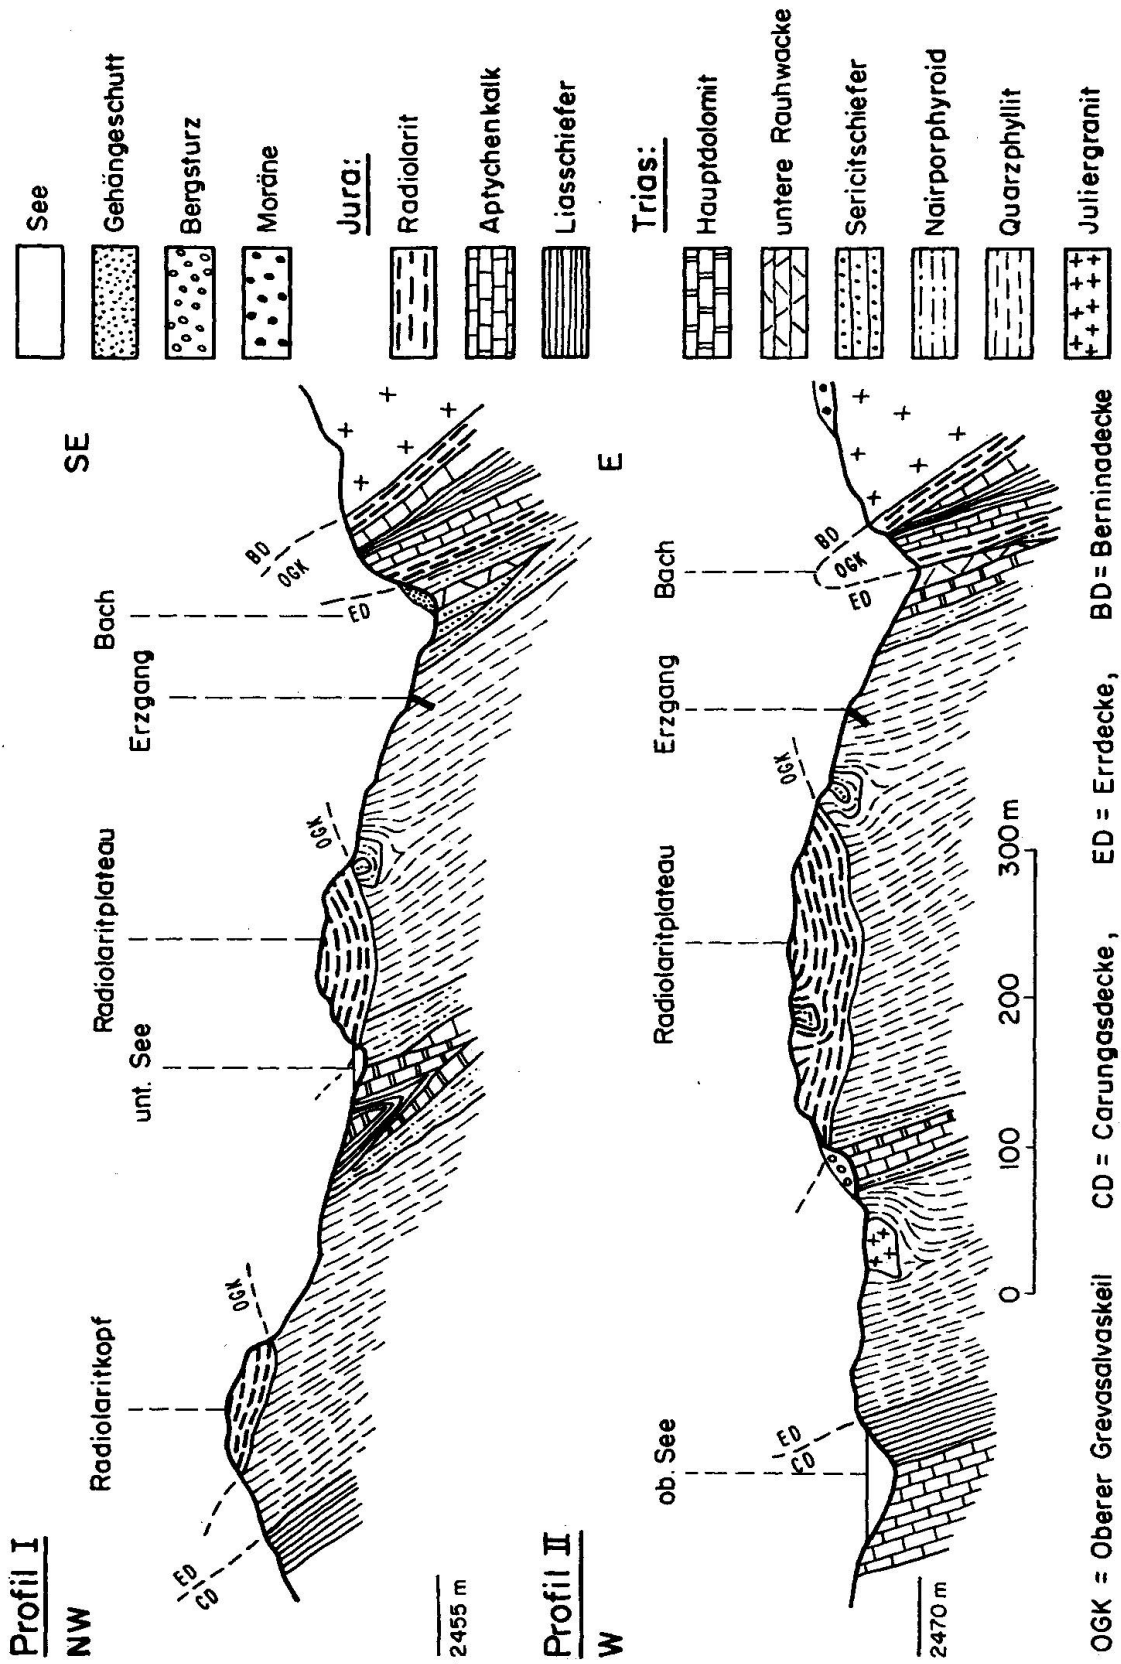 Profil I
NW
SE
Radiolaritkopf
unt. See
Radiolaritplateau
Erzgang
Bach
ED
CD
OGK
OGK
ED
OGK
BD
2455 m
Profil II
W
E
ob. See
Radiolaritplateau
Erzgang
Bach
ED
CD
OGK
ED
OGK
BD
2470 m
0
100
200
300 m
OGK = Oberer Grevasalvaskeil
CD = Carungasdecke,
ED = Errdecke,
BD = Berninadecke
See
Gehängeschutt
Bergsturz
Moräne
Jura:
Radiolarit
Aptychenkalk
Liasschiefer
Trias:
Hauptdolomit
untere Rauhwacke
Sericitschiefer
Nairporphyroid
Quarzphyllit
Juliergranit